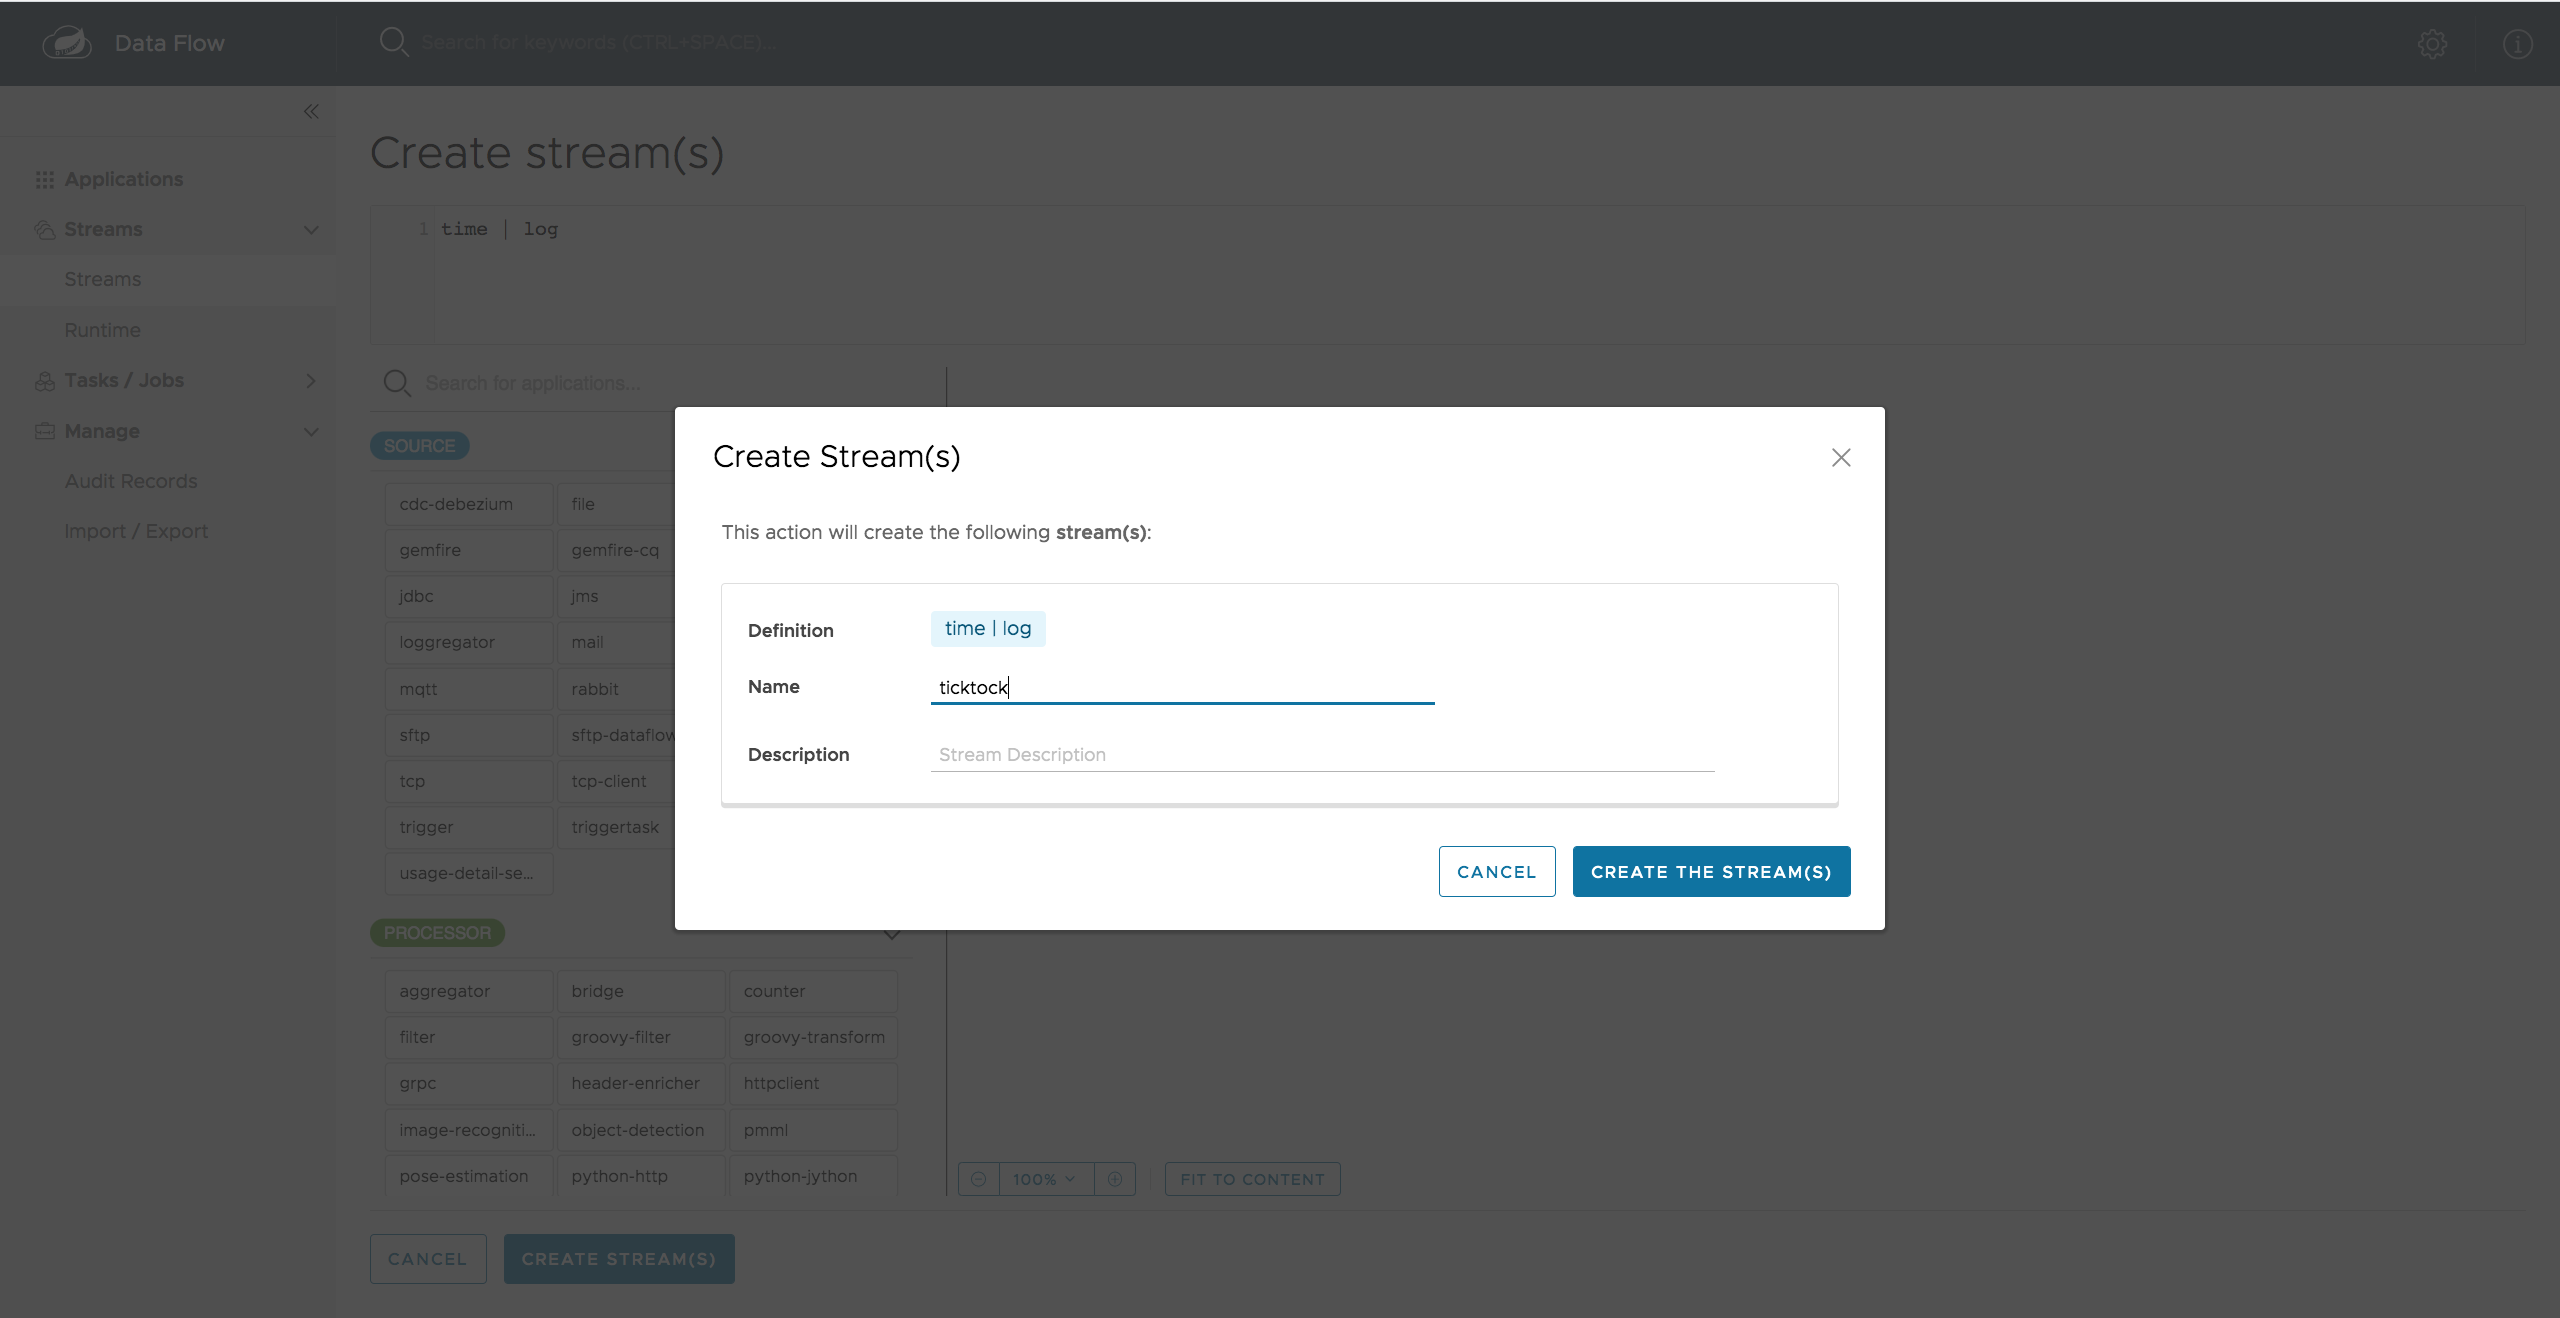 Data Flow
Search for keywords (CTRL+SPACE)...
Applications
Streams
Streams
Runtime
Tasks / Jobs
Manage
Audit Records
Import / Export
Create stream(s)
1 time | log
Search for applications...
SOURCE
cdc-debezium file
gemfire gemfire-cq
jdbc jms
loggregator mail
mqtt rabbit
sftp sftp-dataflow
tcp tcp-client
trigger triggertask
usage-detail-se...
PROCESSOR
aggregator bridge counter
filter groovy-filter groovy-transform
grpc header-enricher httpclient
image-recogniti... object-detection pmml
pose-estimation python-http python-jython
100%
FIT TO CONTENT
CANCEL CREATE STREAM(S)
Create Stream(s)
This action will create the following stream(s):
Definition time | log
Name ticktock
Description Stream Description
CANCEL CREATE THE STREAM(S)